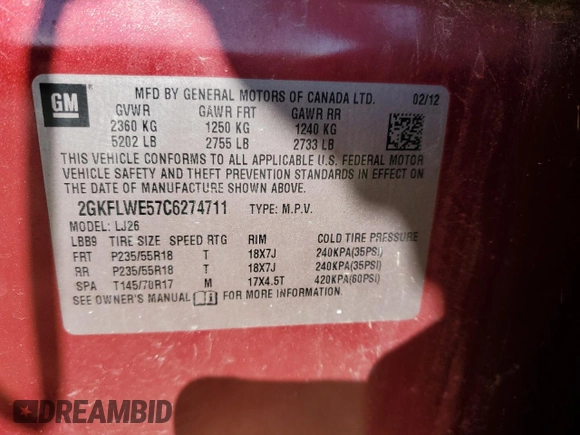 GM
MFD BY GENERAL MOTORS OF CANADA LTD. 02/12
GVWR GAWR FRT GAWR RR
2360 KG 1250 KG 1240 KG
5202 LB 2755 LB 2733 LB
THIS VEHICLE CONFORMS TO ALL APPLICABLE U.S. FEDERAL MOTOR
VEHICLE SAFETY AND THEFT PREVENTION STANDARDS IN EFFECT ON
THE DATE OF MANUFACTURE SHOWN ABOVE.
2GKFLWE57C6274711 TYPE: M.P.V.
MODEL: LJ26
LBB9 TIRE SIZE SPEED RTG RIM COLD TIRE PRESSURE
FRT P235/55R18 T 18X7J 240KPA(35PSI)
RR P235/55R18 T 18X7J 240KPA(35PSI)
SPA T145/70R17 M 17X4.5T 420KPA(60PSI)
SEE OWNER'S MANUAL FOR MORE INFORMATION.
DREAMBID